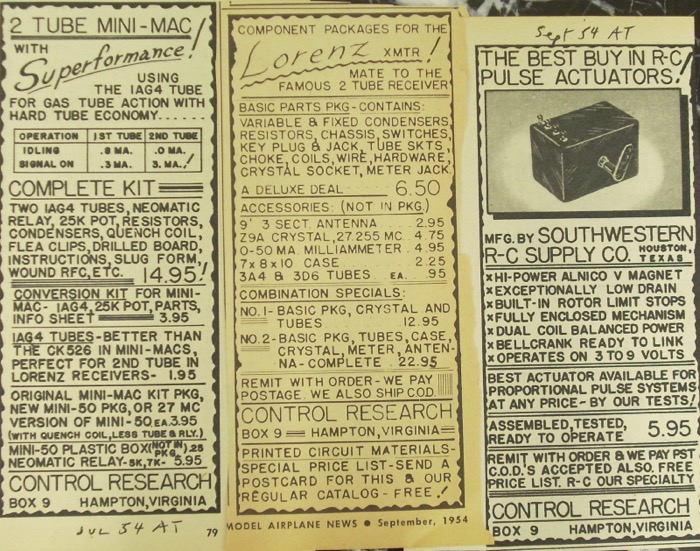 2 TUBE MINI-MAC
WITH
Superformance!
USING
THE 1AG4 TUBE
FOR GAS TUBE ACTION WITH
HARD TUBE ECONOMY......
OPERATION 1ST TUBE 2ND TUBE
IDLING .8 MA. .0 MA.
SIGNAL ON .3 MA. 3. MA.!
COMPLETE KIT
TWO 1AG4 TUBES, NEOMATIC
RELAY, 25K POT, RESISTORS,
CONDENSERS, QUENCH COIL,
FLEA CLIPS, DRILLED BOARD,
INSTRUCTIONS, SLUG FORM,
WOUND RFC, ETC. 14.95!
CONVERSION KIT FOR MINI-
MAC- 1AG4, 25K POT, PARTS,
INFO SHEET 3.95
1AG4 TUBES-BETTER THAN
THE CK526 IN MINI-MACS,
PERFECT FOR 2ND TUBE IN
LORENZ RECEIVERS- 1.95
ORIGINAL MINI-MAC KIT PKG,
NEW MINI-50 PKG, OR 27 MC
VERSION OF MINI-50 EA. 3.95
(WITH QUENCH COIL, LESS TUBE & RLY.)
MINI-50 PLASTIC BOX (NOT IN PKG.) .25
NEOMATIC RELAY-5K, 7K- 5.95
CONTROL RESEARCH
BOX 9 HAMPTON, VIRGINIA
JUL 54 AT
79
COMPONENT PACKAGES FOR THE
Lorenz XMTR.!
MATE TO THE
FAMOUS 2 TUBE RECEIVER
BASIC PARTS PKG-CONTAINS:
VARIABLE & FIXED CONDENSERS,
RESISTORS, CHASSIS, SWITCHES,
KEY PLUG & JACK, TUBE SKTS,
CHOKE, COILS, WIRE, HARDWARE,
CRYSTAL SOCKET, METER JACK.
A DELUXE DEAL 6.50
ACCESSORIES: (NOT IN PKG.)
9' 3 SECT. ANTENNA 2.95
Z9A CRYSTAL, 27.255 MC. 4.75
0-50 MA. MILLIAMMETER 4.95
7x8x10 CASE 2.25
3A4 & 3D6 TUBES EA. .95
COMBINATION SPECIALS:
NO. 1- BASIC PKG, CRYSTAL AND
TUBES 12.95
NO. 2-BASIC PKG, TUBES, CASE,
CRYSTAL, METER, ANTEN-
NA-COMPLETE 22.95
REMIT WITH ORDER-WE PAY
POSTAGE. WE ALSO SHIP C.O.D.
CONTROL RESEARCH
BOX 9 HAMPTON, VIRGINIA
PRINTED CIRCUIT MATERIALS-
SPECIAL PRICE LIST-SEND A
POSTCARD FOR THIS & OUR
REGULAR CATALOG - FREE!
MODEL AIRPLANE NEWS ● September, 1954
Sept 54 AT
THE BEST BUY IN R-C
PULSE ACTUATORS!
MFG. BY SOUTHWESTERN
R-C SUPPLY CO. HOUSTON, TEXAS
xHI-POWER ALNICO V MAGNET
xEXCEPTIONALLY LOW DRAIN
xBUILT-IN ROTOR LIMIT STOPS
xFULLY ENCLOSED MECHANISM
xDUAL COIL BALANCED POWER
xBELLCRANK READY TO LINK
xOPERATES ON 3 TO 9 VOLTS
BEST ACTUATOR AVAILABLE FOR
PROPORTIONAL PULSE SYSTEMS
AT ANY PRICE-BY OUR TESTS!
ASSEMBLED, TESTED,
READY TO OPERATE 5.95
REMIT WITH ORDER & WE PAY PST
C.O.D.'S ACCEPTED ALSO. FREE
PRICE LIST. R-C OUR SPECIALTY
CONTROL RESEARCH
BOX 9 HAMPTON, VIRGINIA